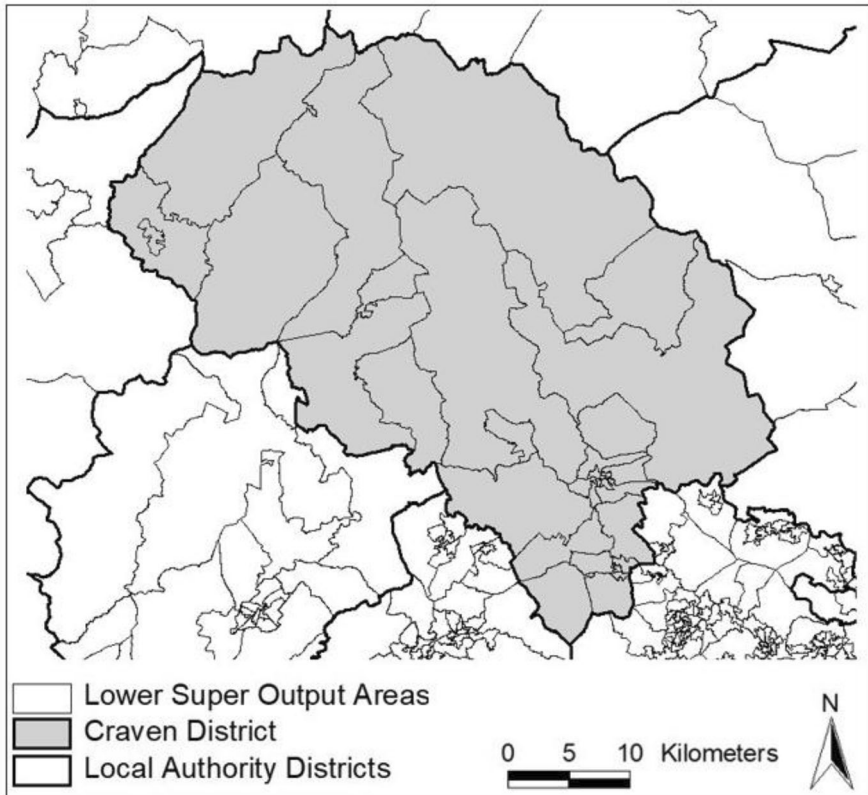 Lower Super Output Areas
Craven District
Local Authority Districts
0 5 10 Kilometers
N